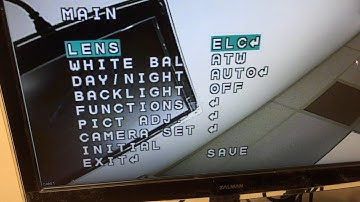 MAIN
LENS ELC↲
WHITE BAL ATW
DAY/NIGHT AUTO↲
BACKLIGHT OFF
FUNCTIONS ↲
PICT ADJ ↲
CAMERA SET ↲
INITIAL
EXIT↲ SAVE
ZALMAN